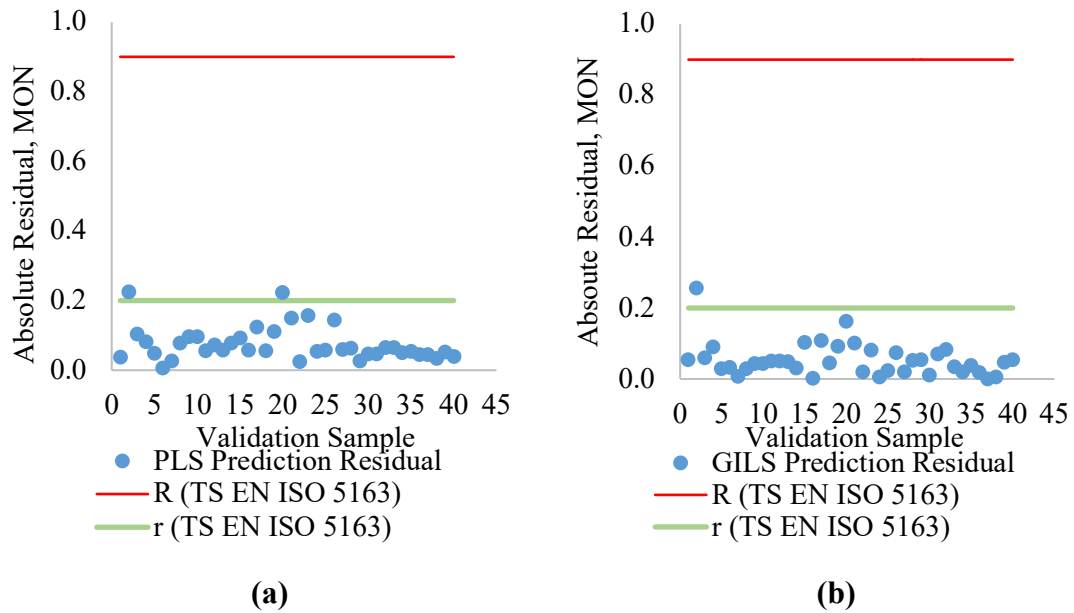 Absolute Residual, MON
1.0
0.8
0.6
0.4
0.2
0.0
0 5 10 15 20 25 30 35 40 45
Validation Sample
PLS Prediction Residual
R (TS EN ISO 5163)
r (TS EN ISO 5163)
(a)
Absoute Residual, MON
1.0
0.8
0.6
0.4
0.2
0.0
0 5 10 15 20 25 30 35 40 45
Validation Sample
GILS Prediction Residual
R (TS EN ISO 5163)
r (TS EN ISO 5163)
(b)